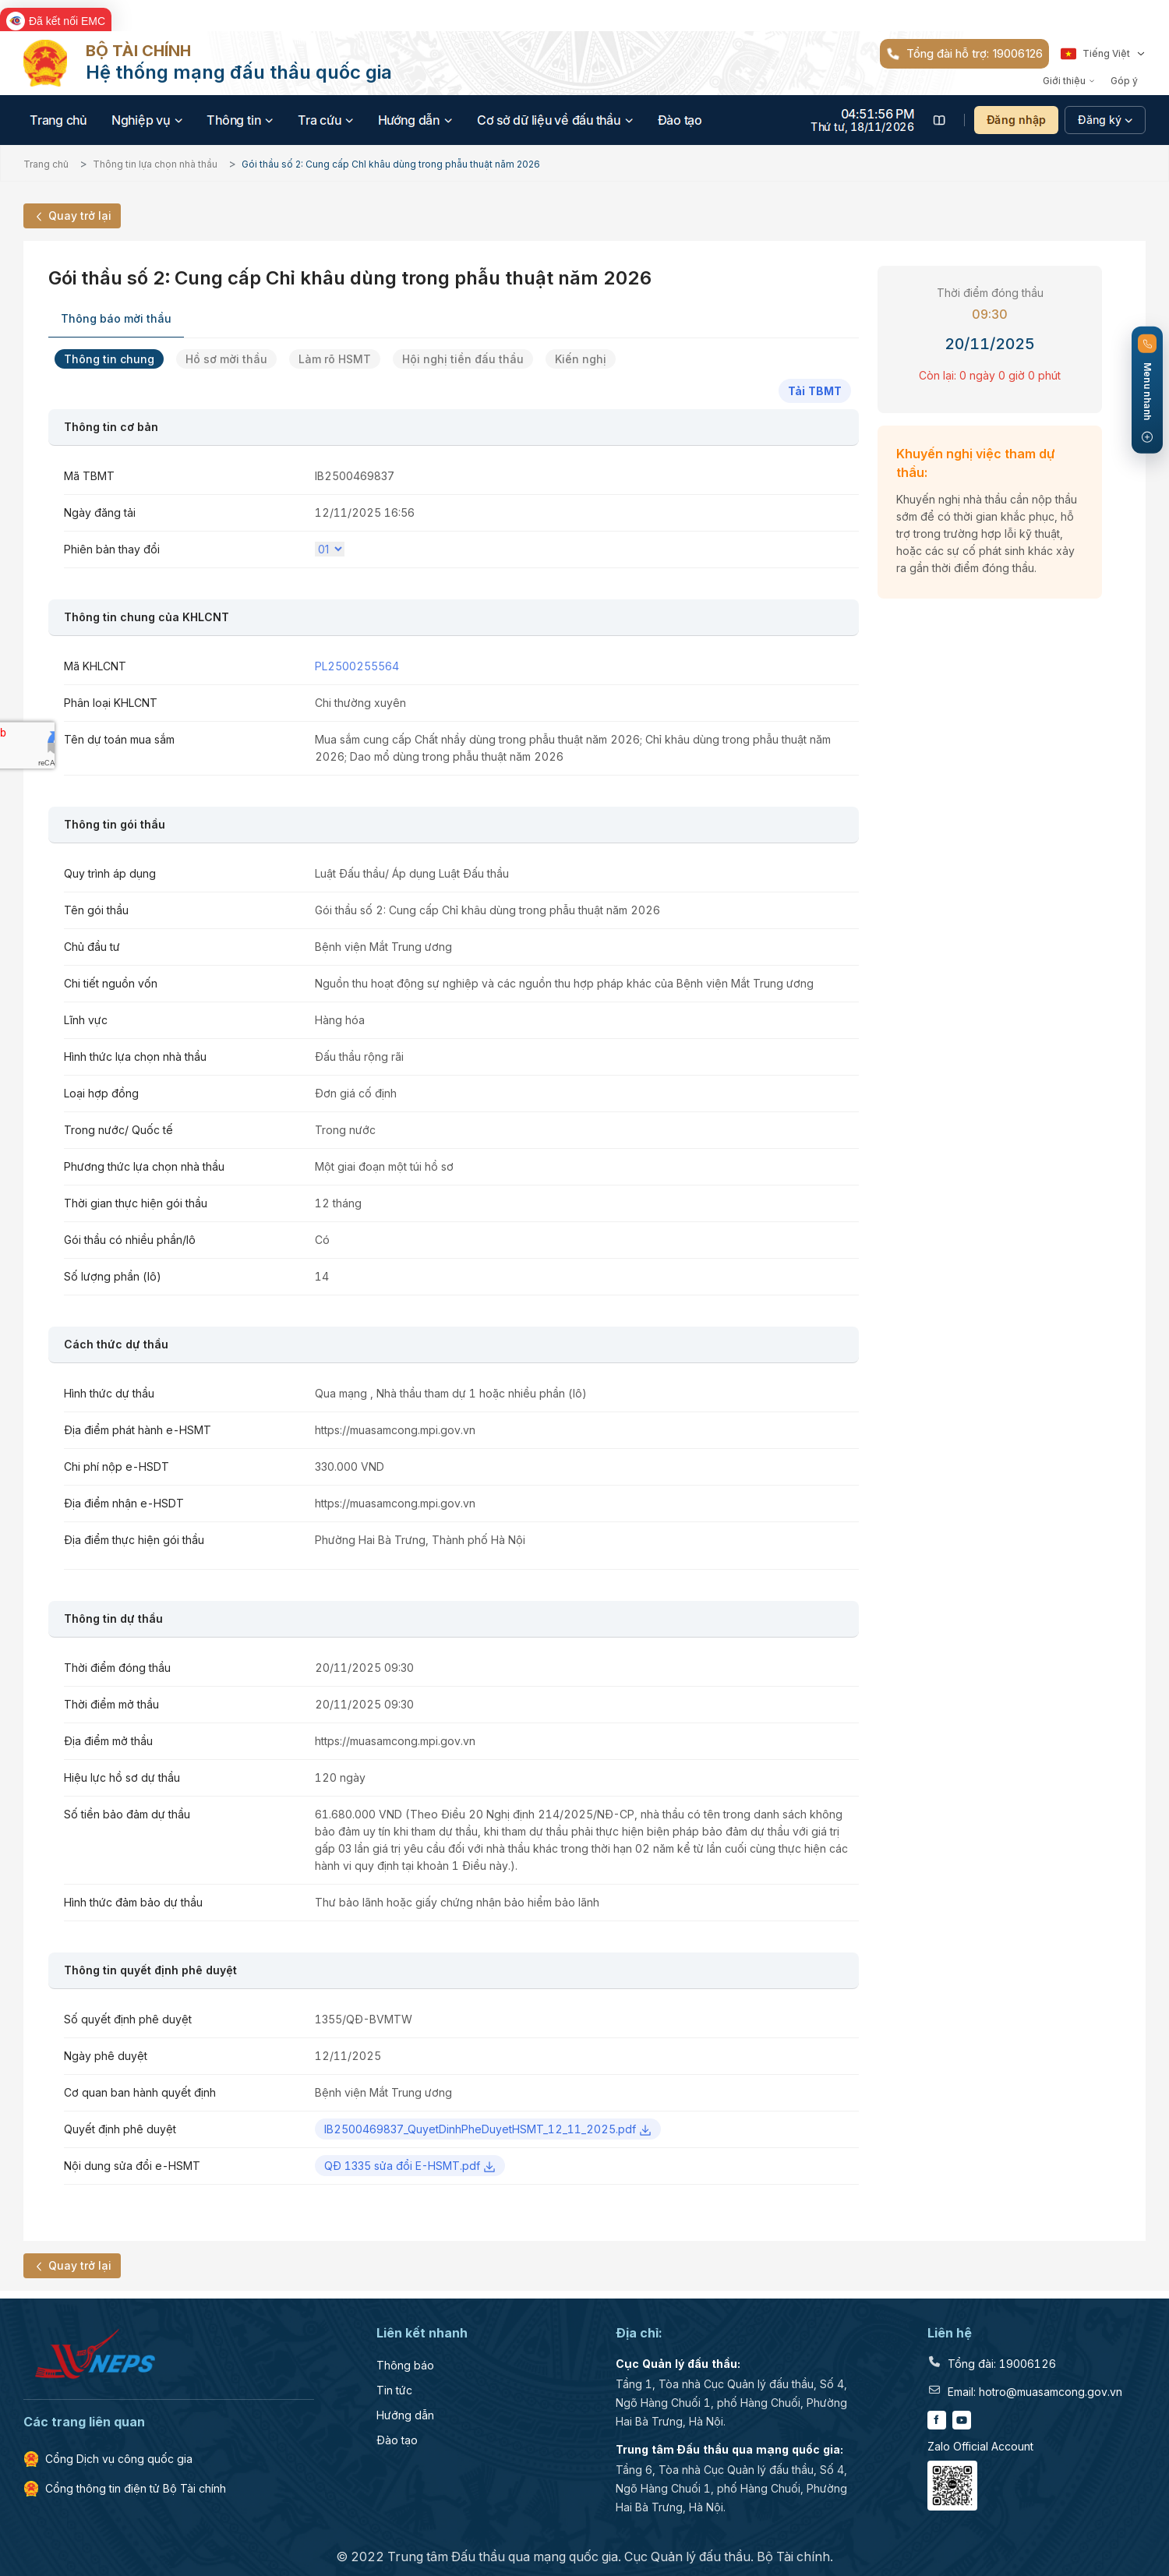 Đã kết nối EMC
BỘ TÀI CHÍNH
Hệ thống mạng đấu thầu quốc gia
Tổng đài hỗ trợ: 19006126
Tiếng Việt
Giới thiệu
Góp ý
Trang chủ
Nghiệp vụ
Thông tin
Tra cứu
Hướng dẫn
Cơ sở dữ liệu về đấu thầu
Đào tạo
04:51:56 PM
Thứ tư, 18/11/2026
Đăng nhập
Đăng ký
Trang chủ > Thông tin lựa chọn nhà thầu > Gói thầu số 2: Cung cấp Chỉ khâu dùng trong phẫu thuật năm 2026
Quay trở lại
Gói thầu số 2: Cung cấp Chỉ khâu dùng trong phẫu thuật năm 2026
Thông báo mời thầu
Thông tin chung
Hồ sơ mời thầu
Làm rõ HSMT
Hội nghị tiền đấu thầu
Kiến nghị
Tải TBMT
Thời điểm đóng thầu
09:30
20/11/2025
Còn lại: 0 ngày 0 giờ 0 phút
Khuyến nghị việc tham dự
thầu:
Khuyến nghị nhà thầu cần nộp thầu
sớm để có thời gian khắc phục, hỗ
trợ trong trường hợp lỗi kỹ thuật,
hoặc các sự cố phát sinh khác xảy
ra gần thời điểm đóng thầu.
Menu nhanh
Thông tin cơ bản
Mã TBMT IB2500469837
Ngày đăng tải 12/11/2025 16:56
Phiên bản thay đổi 01
Thông tin chung của KHLCNT
Mã KHLCNT PL2500255564
Phân loại KHLCNT Chi thường xuyên
Tên dự toán mua sắm Mua sắm cung cấp Chất nhầy dùng trong phẫu thuật năm 2026; Chỉ khâu dùng trong phẫu thuật năm
2026; Dao mổ dùng trong phẫu thuật năm 2026
b
reCA
Thông tin gói thầu
Quy trình áp dụng Luật Đấu thầu/ Áp dụng Luật Đấu thầu
Tên gói thầu Gói thầu số 2: Cung cấp Chỉ khâu dùng trong phẫu thuật năm 2026
Chủ đầu tư Bệnh viện Mắt Trung ương
Chi tiết nguồn vốn Nguồn thu hoạt động sự nghiệp và các nguồn thu hợp pháp khác của Bệnh viện Mắt Trung ương
Lĩnh vực Hàng hóa
Hình thức lựa chọn nhà thầu Đấu thầu rộng rãi
Loại hợp đồng Đơn giá cố định
Trong nước/ Quốc tế Trong nước
Phương thức lựa chọn nhà thầu Một giai đoạn một túi hồ sơ
Thời gian thực hiện gói thầu 12 tháng
Gói thầu có nhiều phần/lô Có
Số lượng phần (lô) 14
Cách thức dự thầu
Hình thức dự thầu Qua mạng , Nhà thầu tham dự 1 hoặc nhiều phần (lô)
Địa điểm phát hành e-HSMT https://muasamcong.mpi.gov.vn
Chi phí nộp e-HSDT 330.000 VND
Địa điểm nhận e-HSDT https://muasamcong.mpi.gov.vn
Địa điểm thực hiện gói thầu Phường Hai Bà Trưng, Thành phố Hà Nội
Thông tin dự thầu
Thời điểm đóng thầu 20/11/2025 09:30
Thời điểm mở thầu 20/11/2025 09:30
Địa điểm mở thầu https://muasamcong.mpi.gov.vn
Hiệu lực hồ sơ dự thầu 120 ngày
Số tiền bảo đảm dự thầu 61.680.000 VND (Theo Điều 20 Nghị định 214/2025/NĐ-CP, nhà thầu có tên trong danh sách không
bảo đảm uy tín khi tham dự thầu, khi tham dự thầu phải thực hiện biện pháp bảo đảm dự thầu với giá trị
gấp 03 lần giá trị yêu cầu đối với nhà thầu khác trong thời hạn 02 năm kể từ lần cuối cùng thực hiện các
hành vi quy định tại khoản 1 Điều này.).
Hình thức đảm bảo dự thầu Thư bảo lãnh hoặc giấy chứng nhận bảo hiểm bảo lãnh
Thông tin quyết định phê duyệt
Số quyết định phê duyệt 1355/QĐ-BVMTW
Ngày phê duyệt 12/11/2025
Cơ quan ban hành quyết định Bệnh viện Mắt Trung ương
Quyết định phê duyệt IB2500469837_QuyetDinhPheDuyetHSMT_12_11_2025.pdf
Nội dung sửa đổi e-HSMT QĐ 1335 sửa đổi E-HSMT.pdf
Quay trở lại
VNEPS
Các trang liên quan
Cổng Dịch vụ công quốc gia
Cổng thông tin điện tử Bộ Tài chính
Liên kết nhanh
Thông báo
Tin tức
Hướng dẫn
Đào tạo
Địa chỉ:
Cục Quản lý đấu thầu:
Tầng 1, Tòa nhà Cục Quản lý đấu thầu, Số 4,
Ngõ Hàng Chuối 1, phố Hàng Chuối, Phường
Hai Bà Trưng, Hà Nội.
Trung tâm Đấu thầu qua mạng quốc gia:
Tầng 6, Tòa nhà Cục Quản lý đấu thầu, Số 4,
Ngõ Hàng Chuối 1, phố Hàng Chuối, Phường
Hai Bà Trưng, Hà Nội.
Liên hệ
Tổng đài: 19006126
Email: hotro@muasamcong.gov.vn
Zalo Official Account
© 2022 Trung tâm Đấu thầu qua mạng quốc gia. Cục Quản lý đấu thầu. Bộ Tài chính.